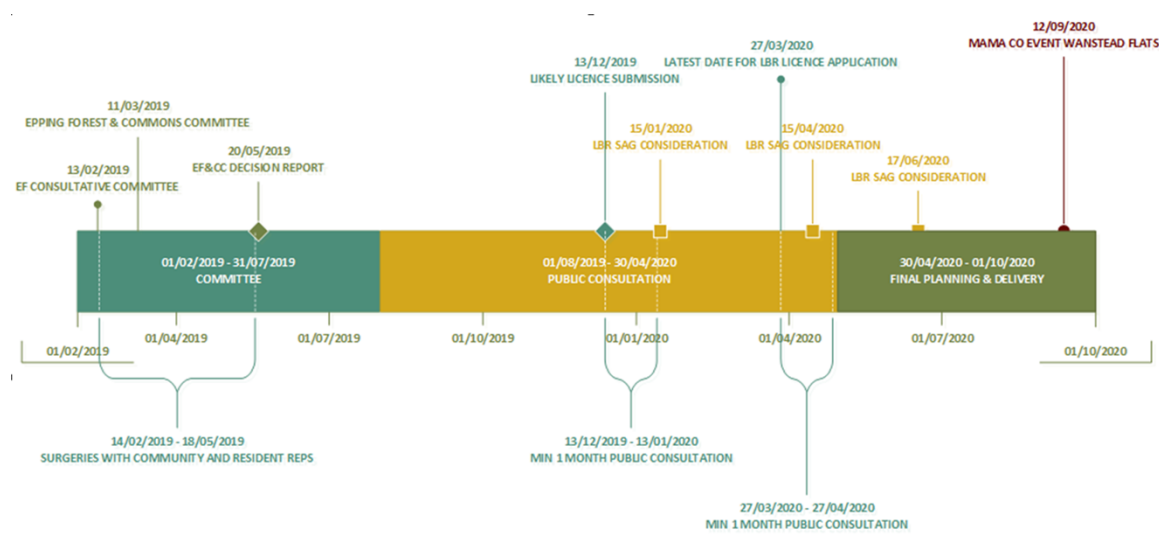 12/09/2020
MAMA CO EVENT WANSTEAD FLATS
27/03/2020
LATEST DATE FOR LBR LICENCE APPLICATION
13/12/2019
LIKELY LICENCE SUBMISSION
11/03/2019
EPPING FOREST & COMMONS COMMITTEE
15/01/2020
LBR SAG CONSIDERATION
15/04/2020
LBR SAG CONSIDERATION
20/05/2019
EF&CC DECISION REPORT
13/02/2019
EF CONSULTATIVE COMMITTEE
17/06/2020
LBR SAG CONSIDERATION
01/02/2019 - 31/07/2019
COMMITTEE
01/08/2019 - 30/04/2020
PUBLIC CONSULTATION
30/04/2020 - 01/10/2020
FINAL PLANNING & DELIVERY
01/02/2019
01/04/2019
01/07/2019
01/10/2019
01/01/2020
01/04/2020
01/07/2020
01/10/2020
14/02/2019 - 18/05/2019
SURGERIES WITH COMMUNITY AND RESIDENT REPS
13/12/2019 - 13/01/2020
MIN 1 MONTH PUBLIC CONSULTATION
27/03/2020 - 27/04/2020
MIN 1 MONTH PUBLIC CONSULTATION